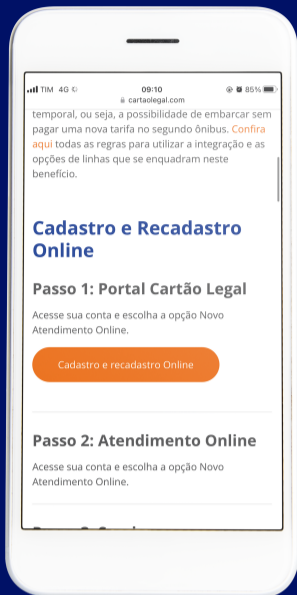 TIM 4G
09:10
85%
cartaolegal.com
temporal, ou seja, a possibilidade de embarcar sem
pagar uma nova tarifa no segundo ônibus. Confira
aqui todas as regras para utilizar a integração e as
opções de linhas que se enquadram neste
benefício.
Cadastro e Recadastro
Online
Passo 1: Portal Cartão Legal
Acesse sua conta e escolha a opção Novo
Atendimento Online.
Cadastro e recadastro Online
Passo 2: Atendimento Online
Acesse sua conta e escolha a opção Novo
Atendimento Online.